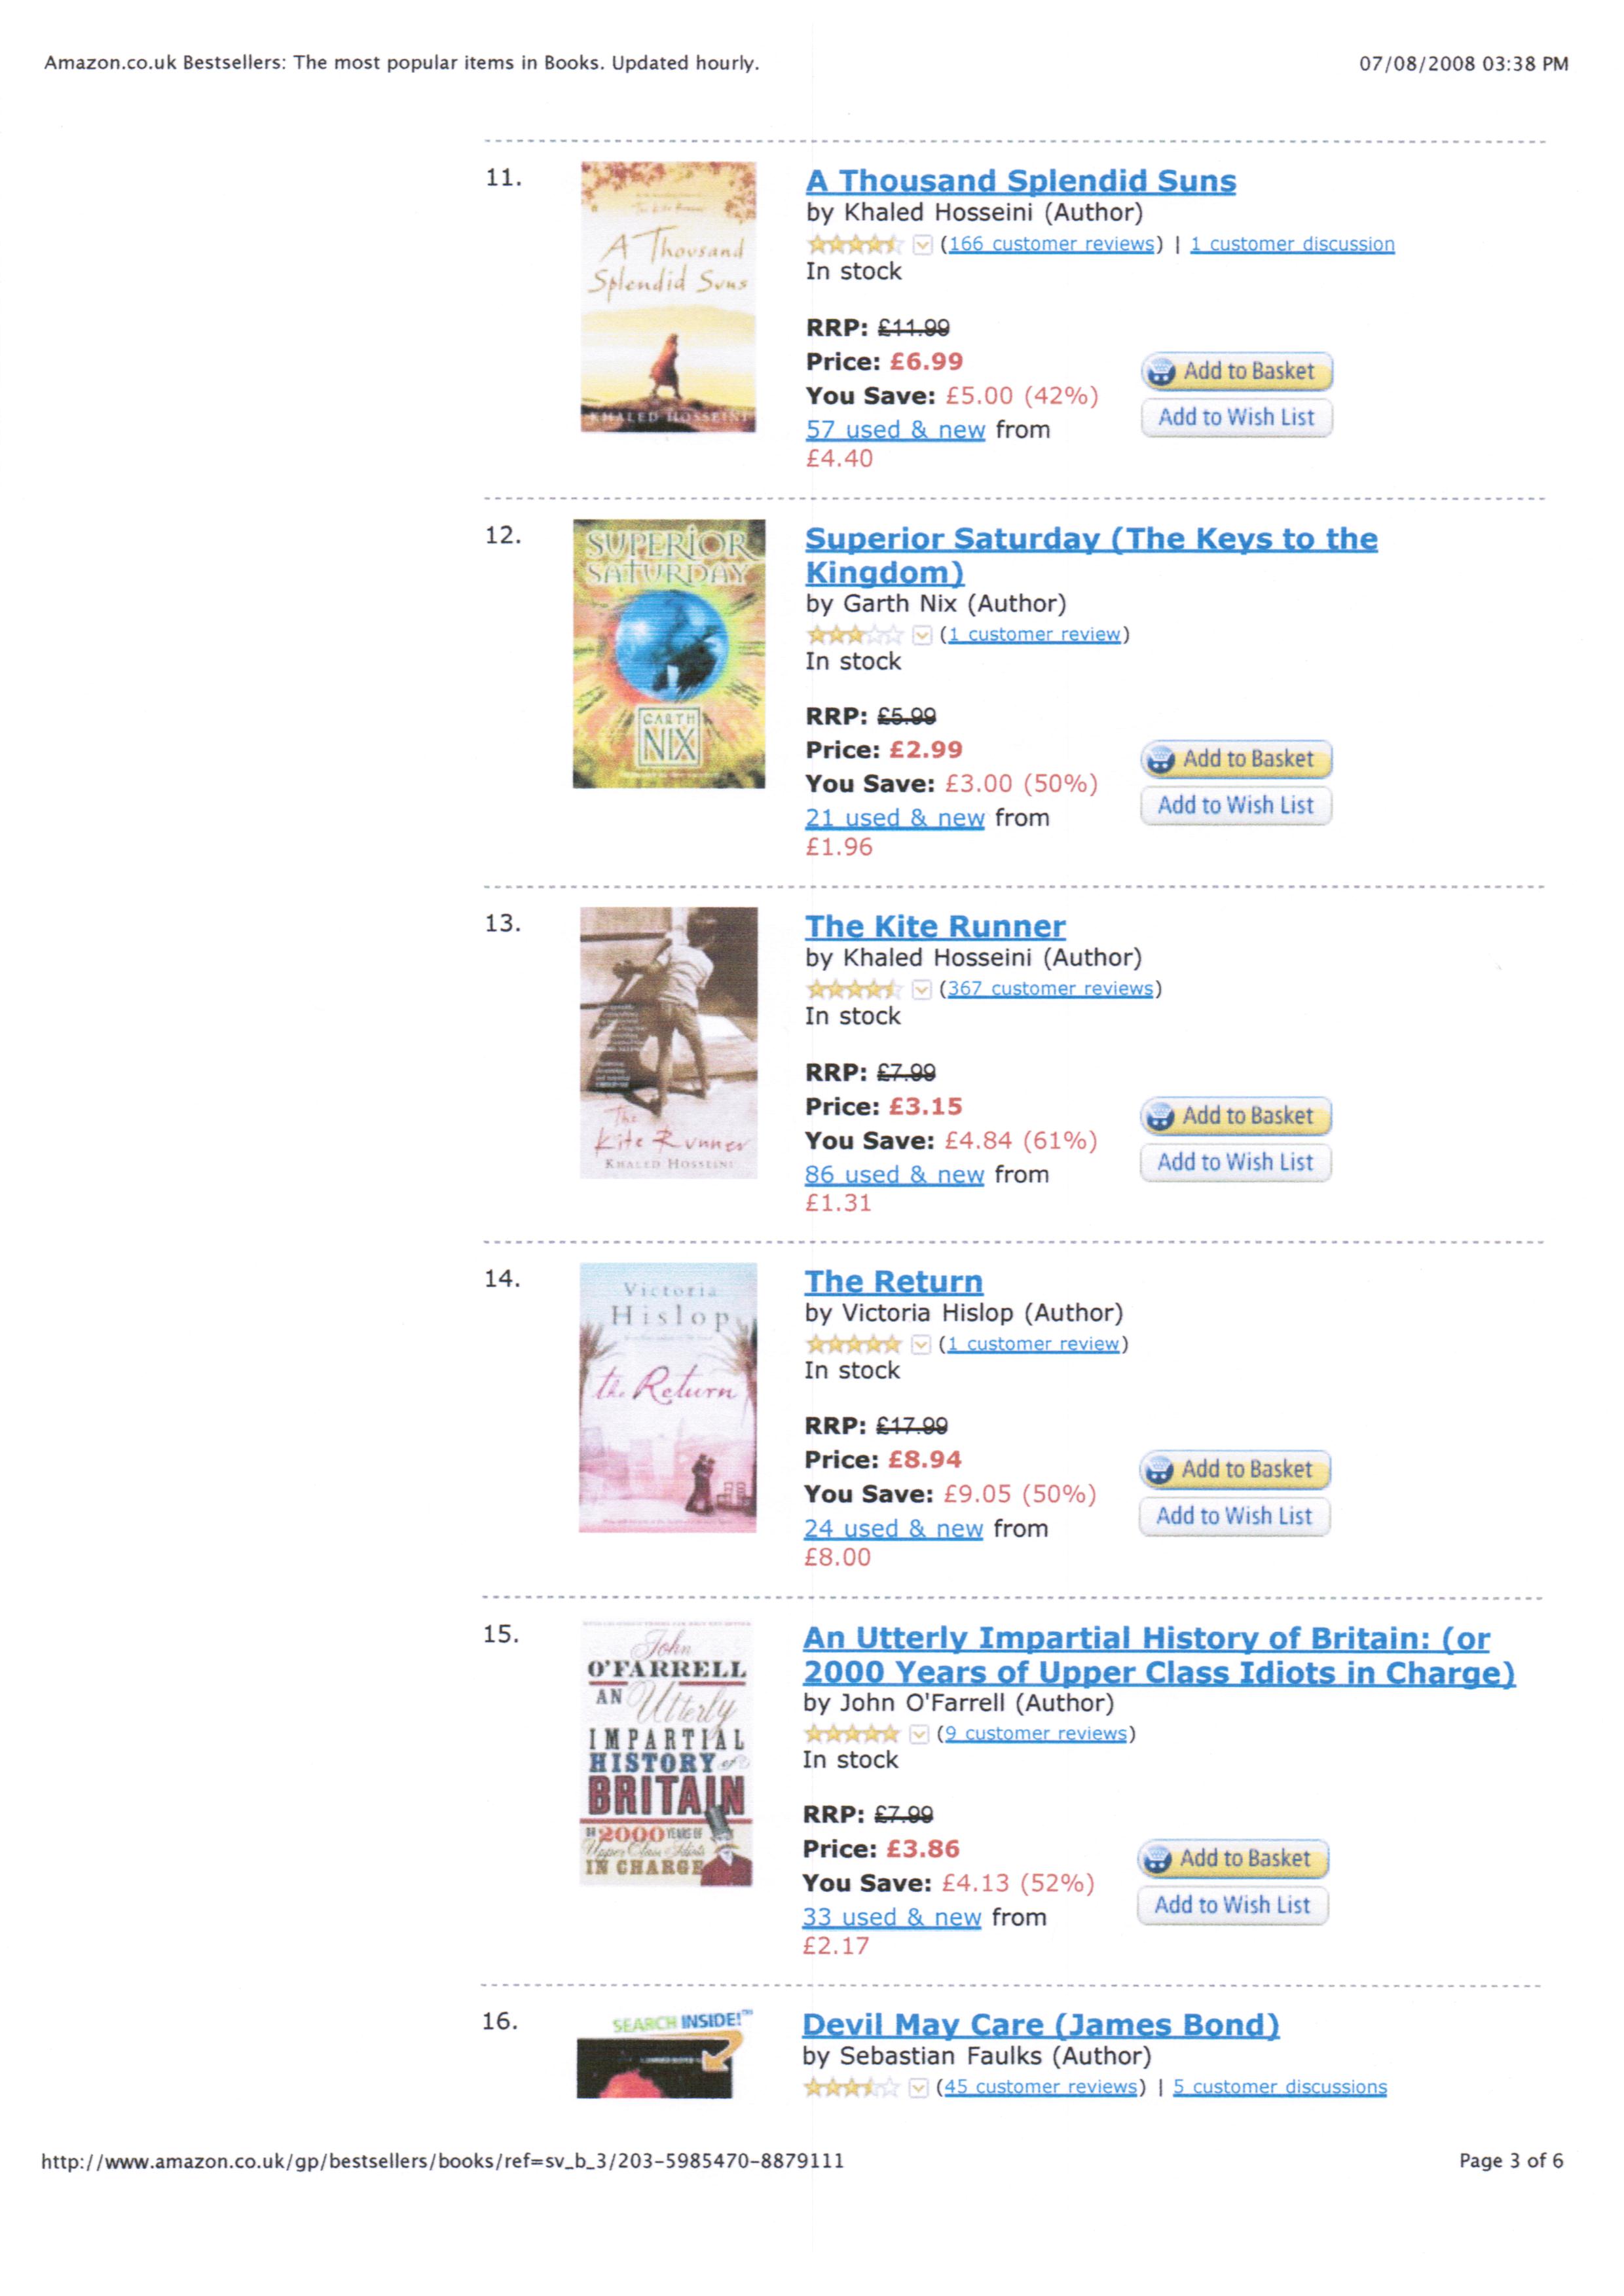 Amazon.co.uk Bestsellers: The most popular items in Books. Updated hourly.
07/08/2008 03:38 PM
11.
A Thousand
Splendid Suns
KHALED HOSSEINI
A Thousand Splendid Suns
by Khaled Hosseini (Author)
(166 customer reviews) | 1 customer discussion
In stock
RRP: £11.99
Price: £6.99
You Save: £5.00 (42%)
57 used & new from
£4.40
Add to Basket
Add to Wish List
12.
SUPERIOR
SATURDAY
GARTH
NIX
Superior Saturday (The Keys to the
Kingdom)
by Garth Nix (Author)
(1 customer review)
In stock
RRP: £5.99
Price: £2.99
You Save: £3.00 (50%)
21 used & new from
£1.96
Add to Basket
Add to Wish List
13.
The
Kite Runner
KHALED HOSSEINI
The Kite Runner
by Khaled Hosseini (Author)
(367 customer reviews)
In stock
RRP: £7.99
Price: £3.15
You Save: £4.84 (61%)
86 used & new from
£1.31
Add to Basket
Add to Wish List
14.
Victoria
Hislop
the Return
The Return
by Victoria Hislop (Author)
(1 customer review)
In stock
RRP: £17.99
Price: £8.94
You Save: £9.05 (50%)
24 used & new from
£8.00
Add to Basket
Add to Wish List
15.
John
O'FARRELL
AN Utterly
IMPARTIAL
HISTORY of
BRITAIN
OR 2000 YEARS OF
Upper Class Idiots
IN CHARGE
An Utterly Impartial History of Britain: (or
2000 Years of Upper Class Idiots in Charge)
by John O'Farrell (Author)
(9 customer reviews)
In stock
RRP: £7.99
Price: £3.86
You Save: £4.13 (52%)
33 used & new from
£2.17
Add to Basket
Add to Wish List
16.
SEARCH INSIDE!™
Devil May Care (James Bond)
by Sebastian Faulks (Author)
(45 customer reviews) | 5 customer discussions
http://www.amazon.co.uk/gp/bestsellers/books/ref=sv_b_3/203-5985470-8879111
Page 3 of 6